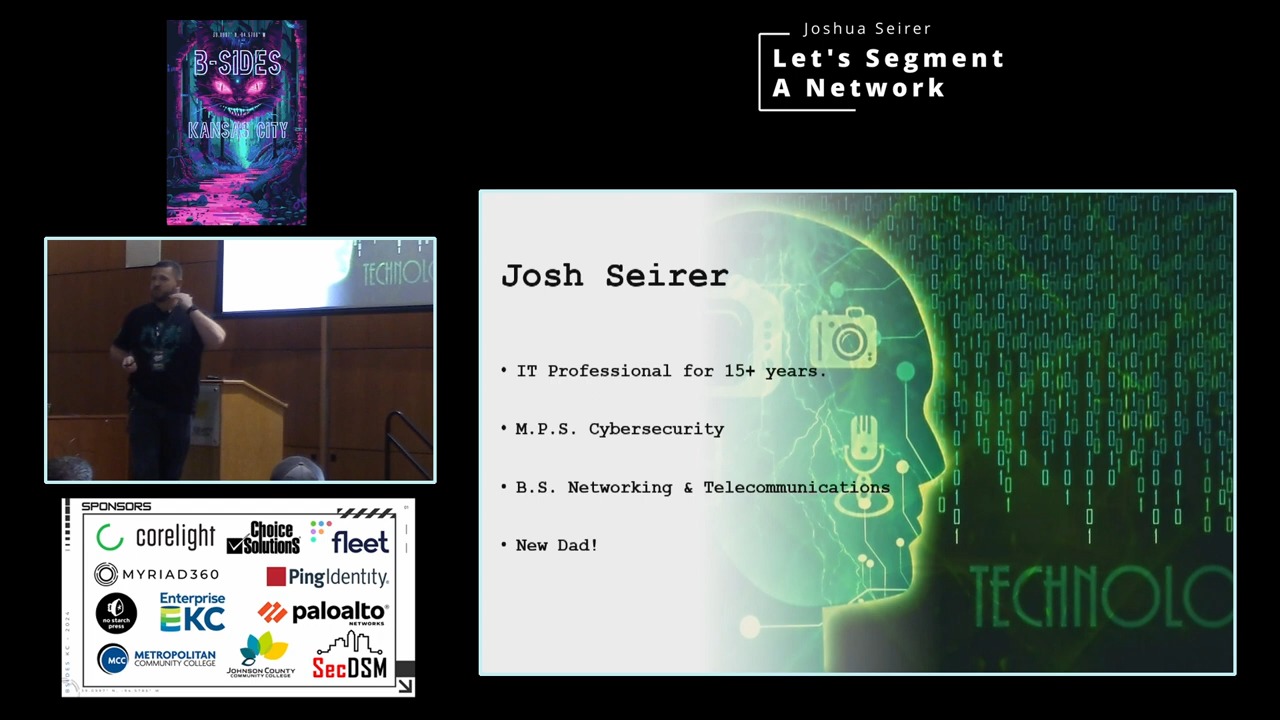 Joshua Seirer
Let's Segment
A Network
B-SIDES
KANSAS CITY
TECHNOLO
Josh Seirer
• IT Professional for 15+ years.
• M.P.S. Cybersecurity
• B.S. Networking & Telecommunications
• New Dad!
TECHNOLO
SPONSORS
corelight
Choice
Solutions
fleet
MYRIAD360
PingIdentity.
no starch
press
Enterprise
EKC
paloalto
NETWORKS
MCC
METROPOLITAN
COMMUNITY COLLEGE
JOHNSON COUNTY
COMMUNITY COLLEGE
SecDSM